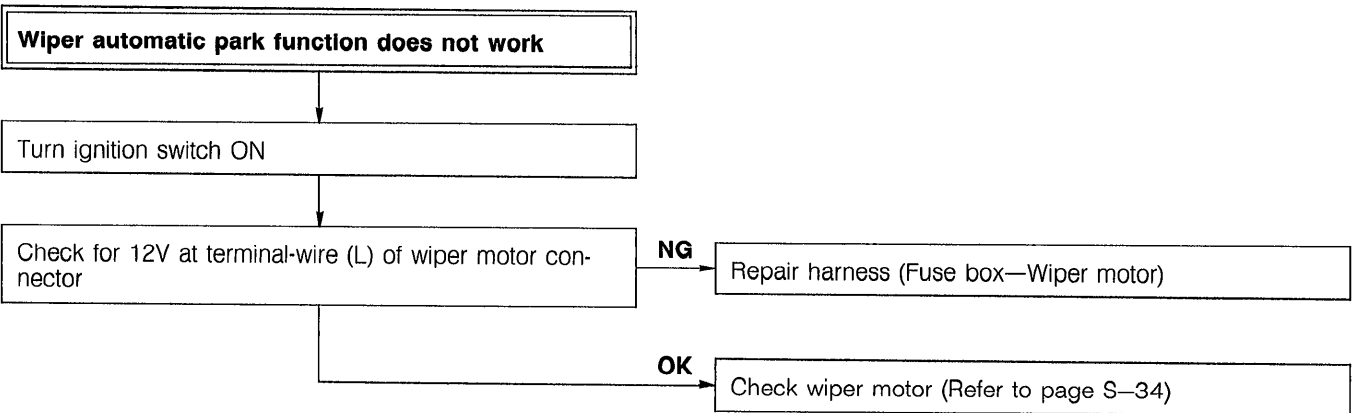 Wiper automatic park function does not work
Turn ignition switch ON
Check for 12V at terminal-wire (L) of wiper motor con-
nector
NG
Repair harness (Fuse box—Wiper motor)
OK
Check wiper motor (Refer to page S—34)